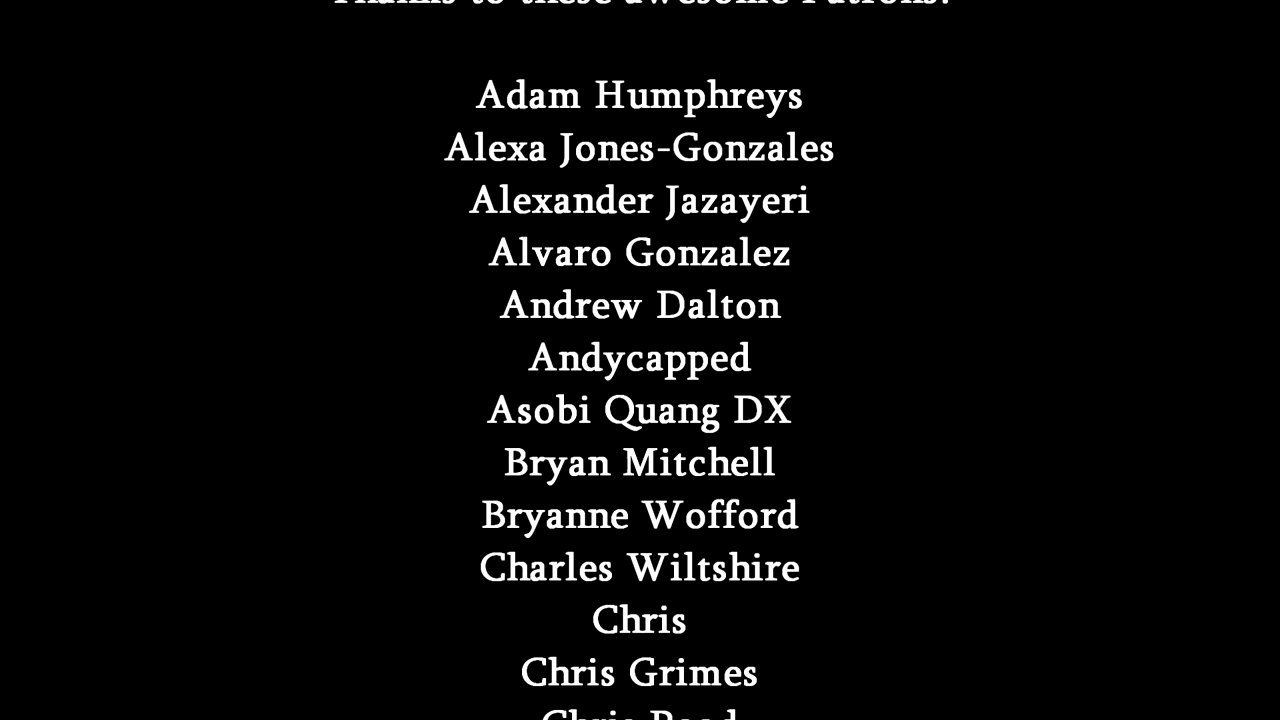 Thanks to these awesome Patrons!
Adam Humphreys
Alexa Jones-Gonzales
Alexander Jazayeri
Alvaro Gonzalez
Andrew Dalton
Andycapped
Asobi Quang DX
Bryan Mitchell
Bryanne Wofford
Charles Wiltshire
Chris
Chris Grimes
Chris